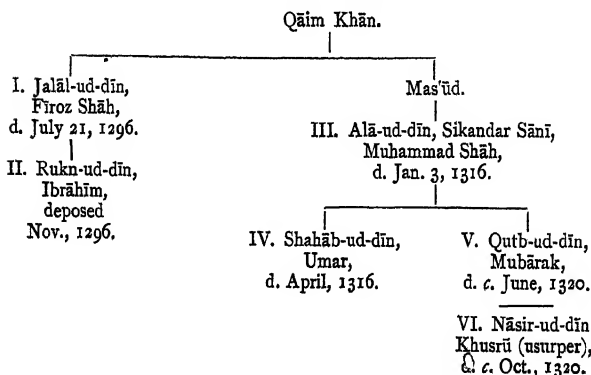 Qāim Khān.
I. Jalāl-ud-dīn,
Fīroz Shāh,
d. July 21, 1296.
II. Rukn-ud-dīn,
Ibrāhīm,
deposed
Nov., 1296.
Mas'ūd.
III. Alā-ud-dīn, Sikandar Sānī,
Muhammad Shāh,
d. Jan. 3, 1316.
IV. Shahāb-ud-dīn,
Umar,
d. April, 1316.
V. Qutb-ud-dīn,
Mubārak,
d. c. June, 1320.
VI. Nāsir-ud-dīn
Khusrū (usurper),
d. c. Oct., 1320.